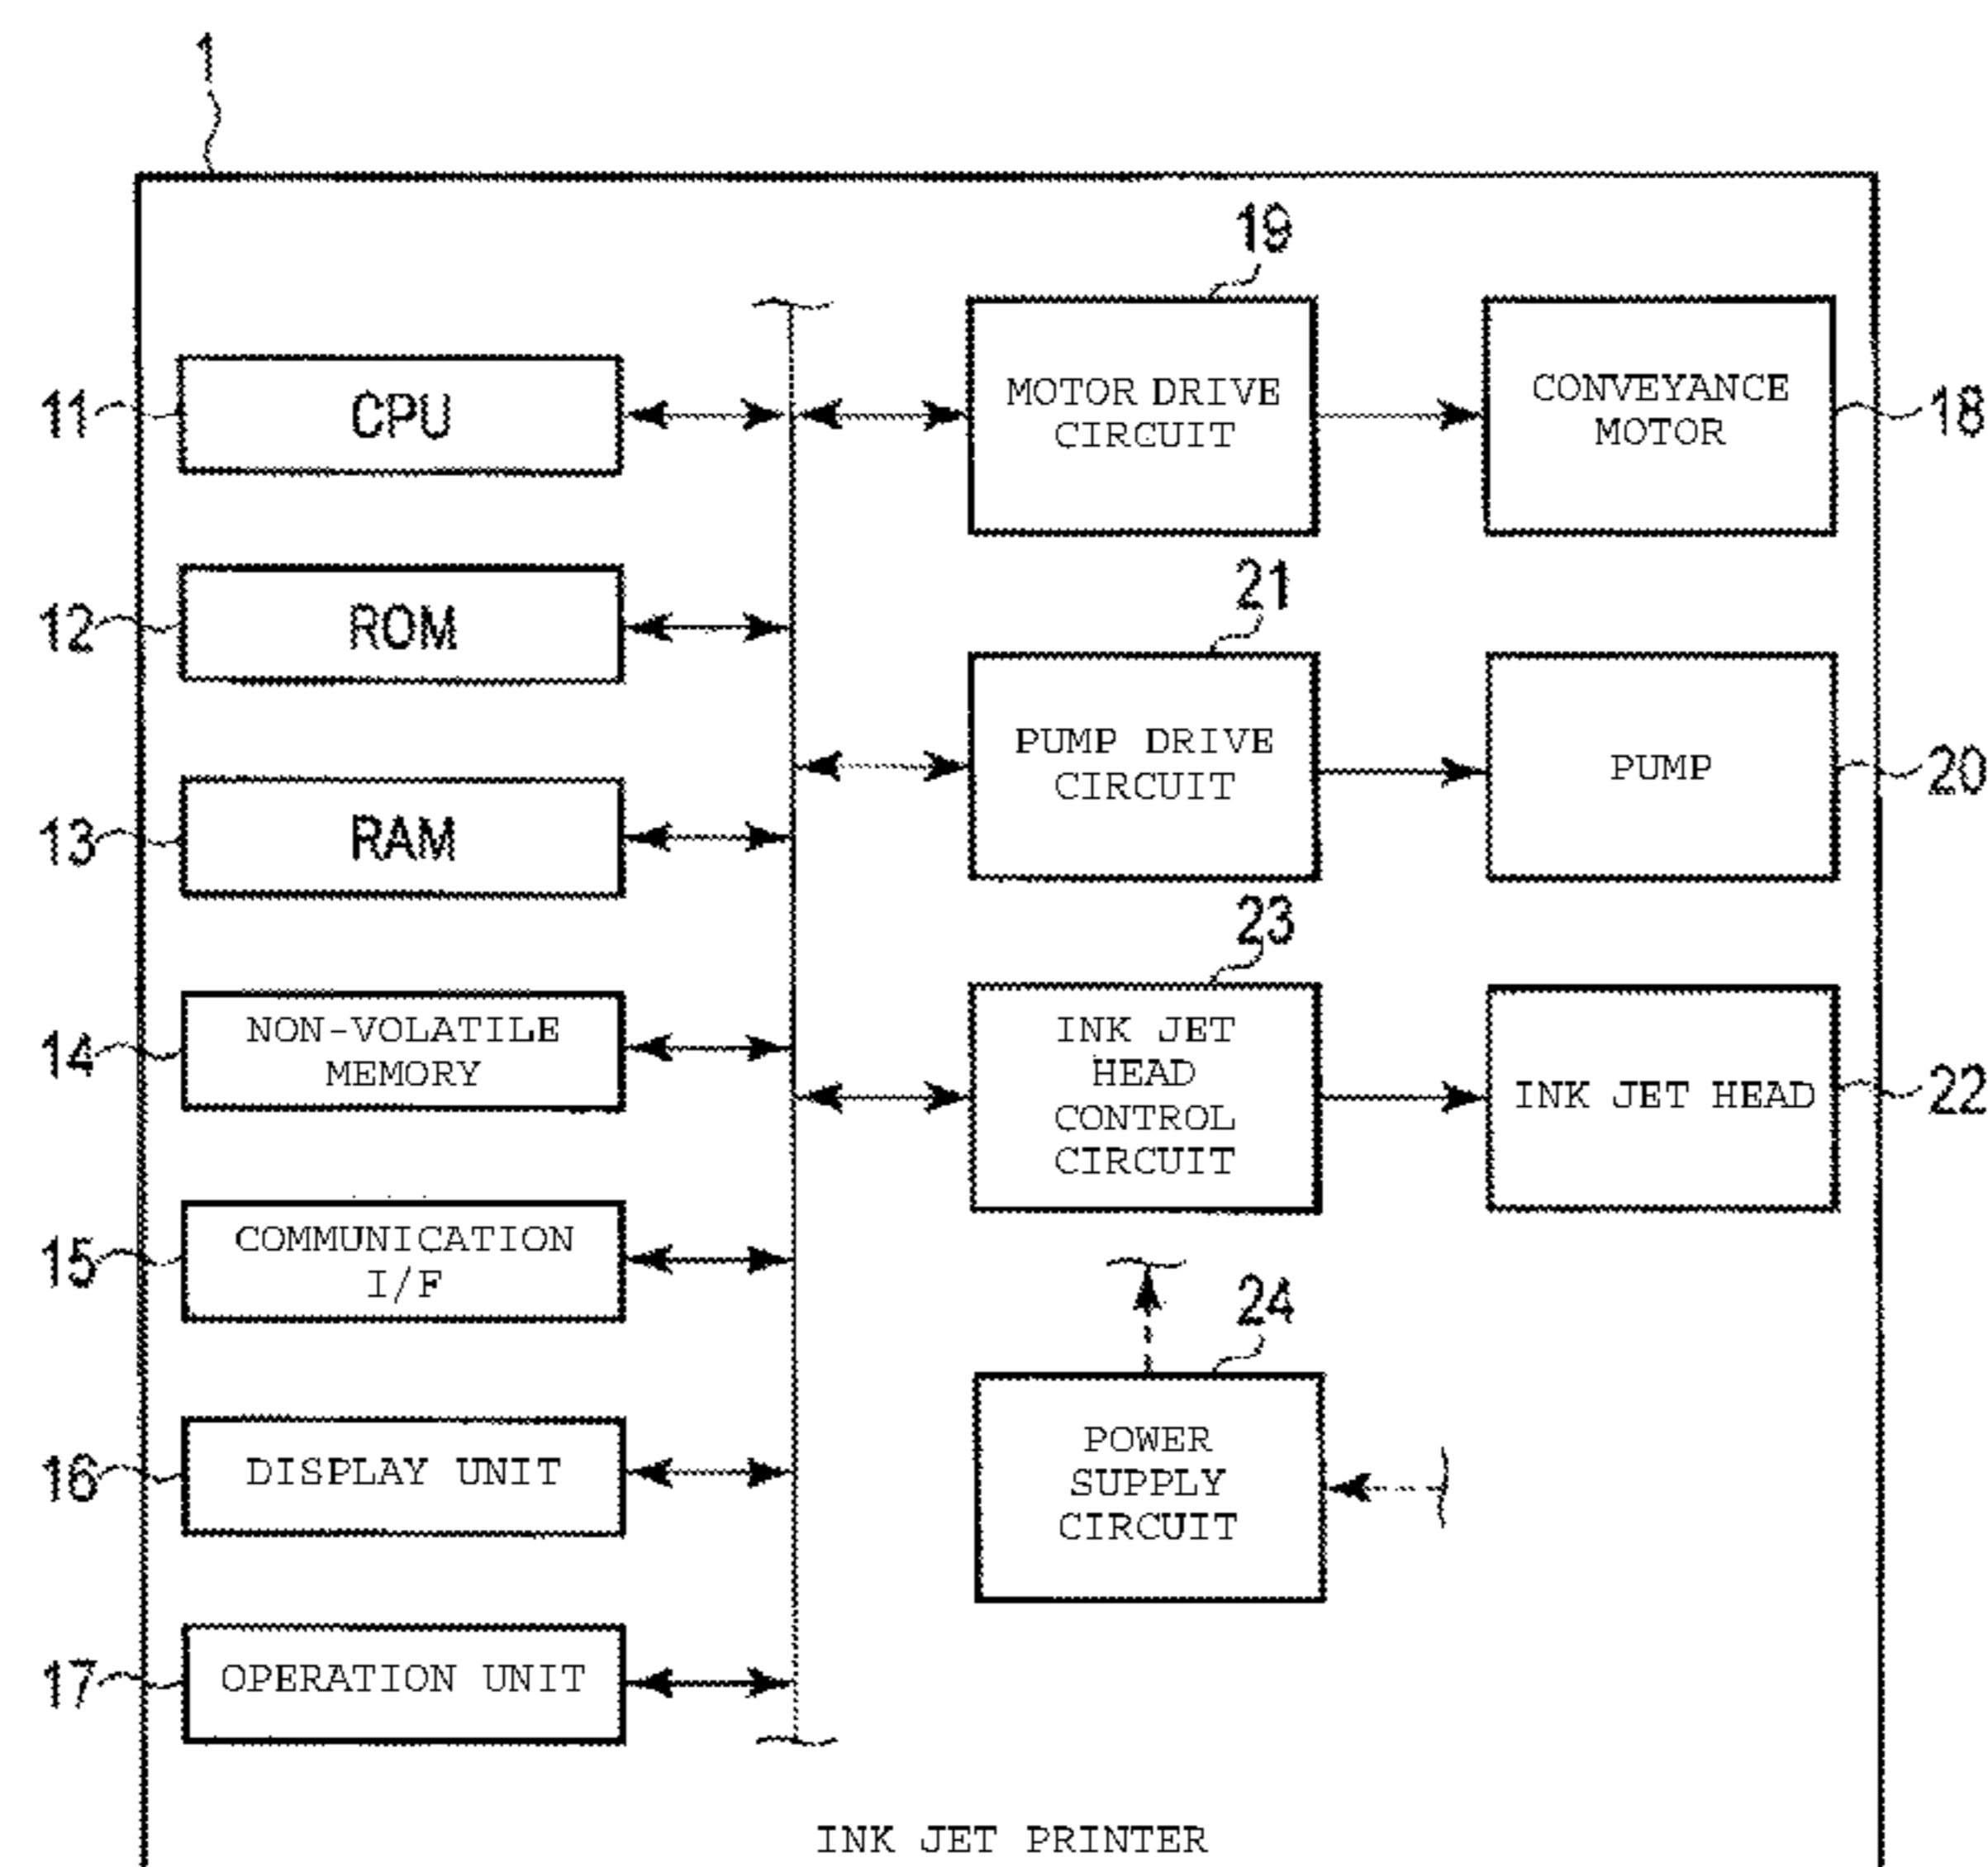 1
19
11
CPU
MOTOR DRIVE
CIRCUIT
CONVEYANCE
MOTOR
18
12
ROM
21
PUMP DRIVE
CIRCUIT
PUMP
20
13
RAM
23
14
NON-VOLATILE
MEMORY
INK JET
HEAD
CONTROL
CIRCUIT
INK JET HEAD
22
15
COMMUNICATION
I/F
24
16
DISPLAY UNIT
POWER
SUPPLY
CIRCUIT
17
OPERATION UNIT
INK JET PRINTER